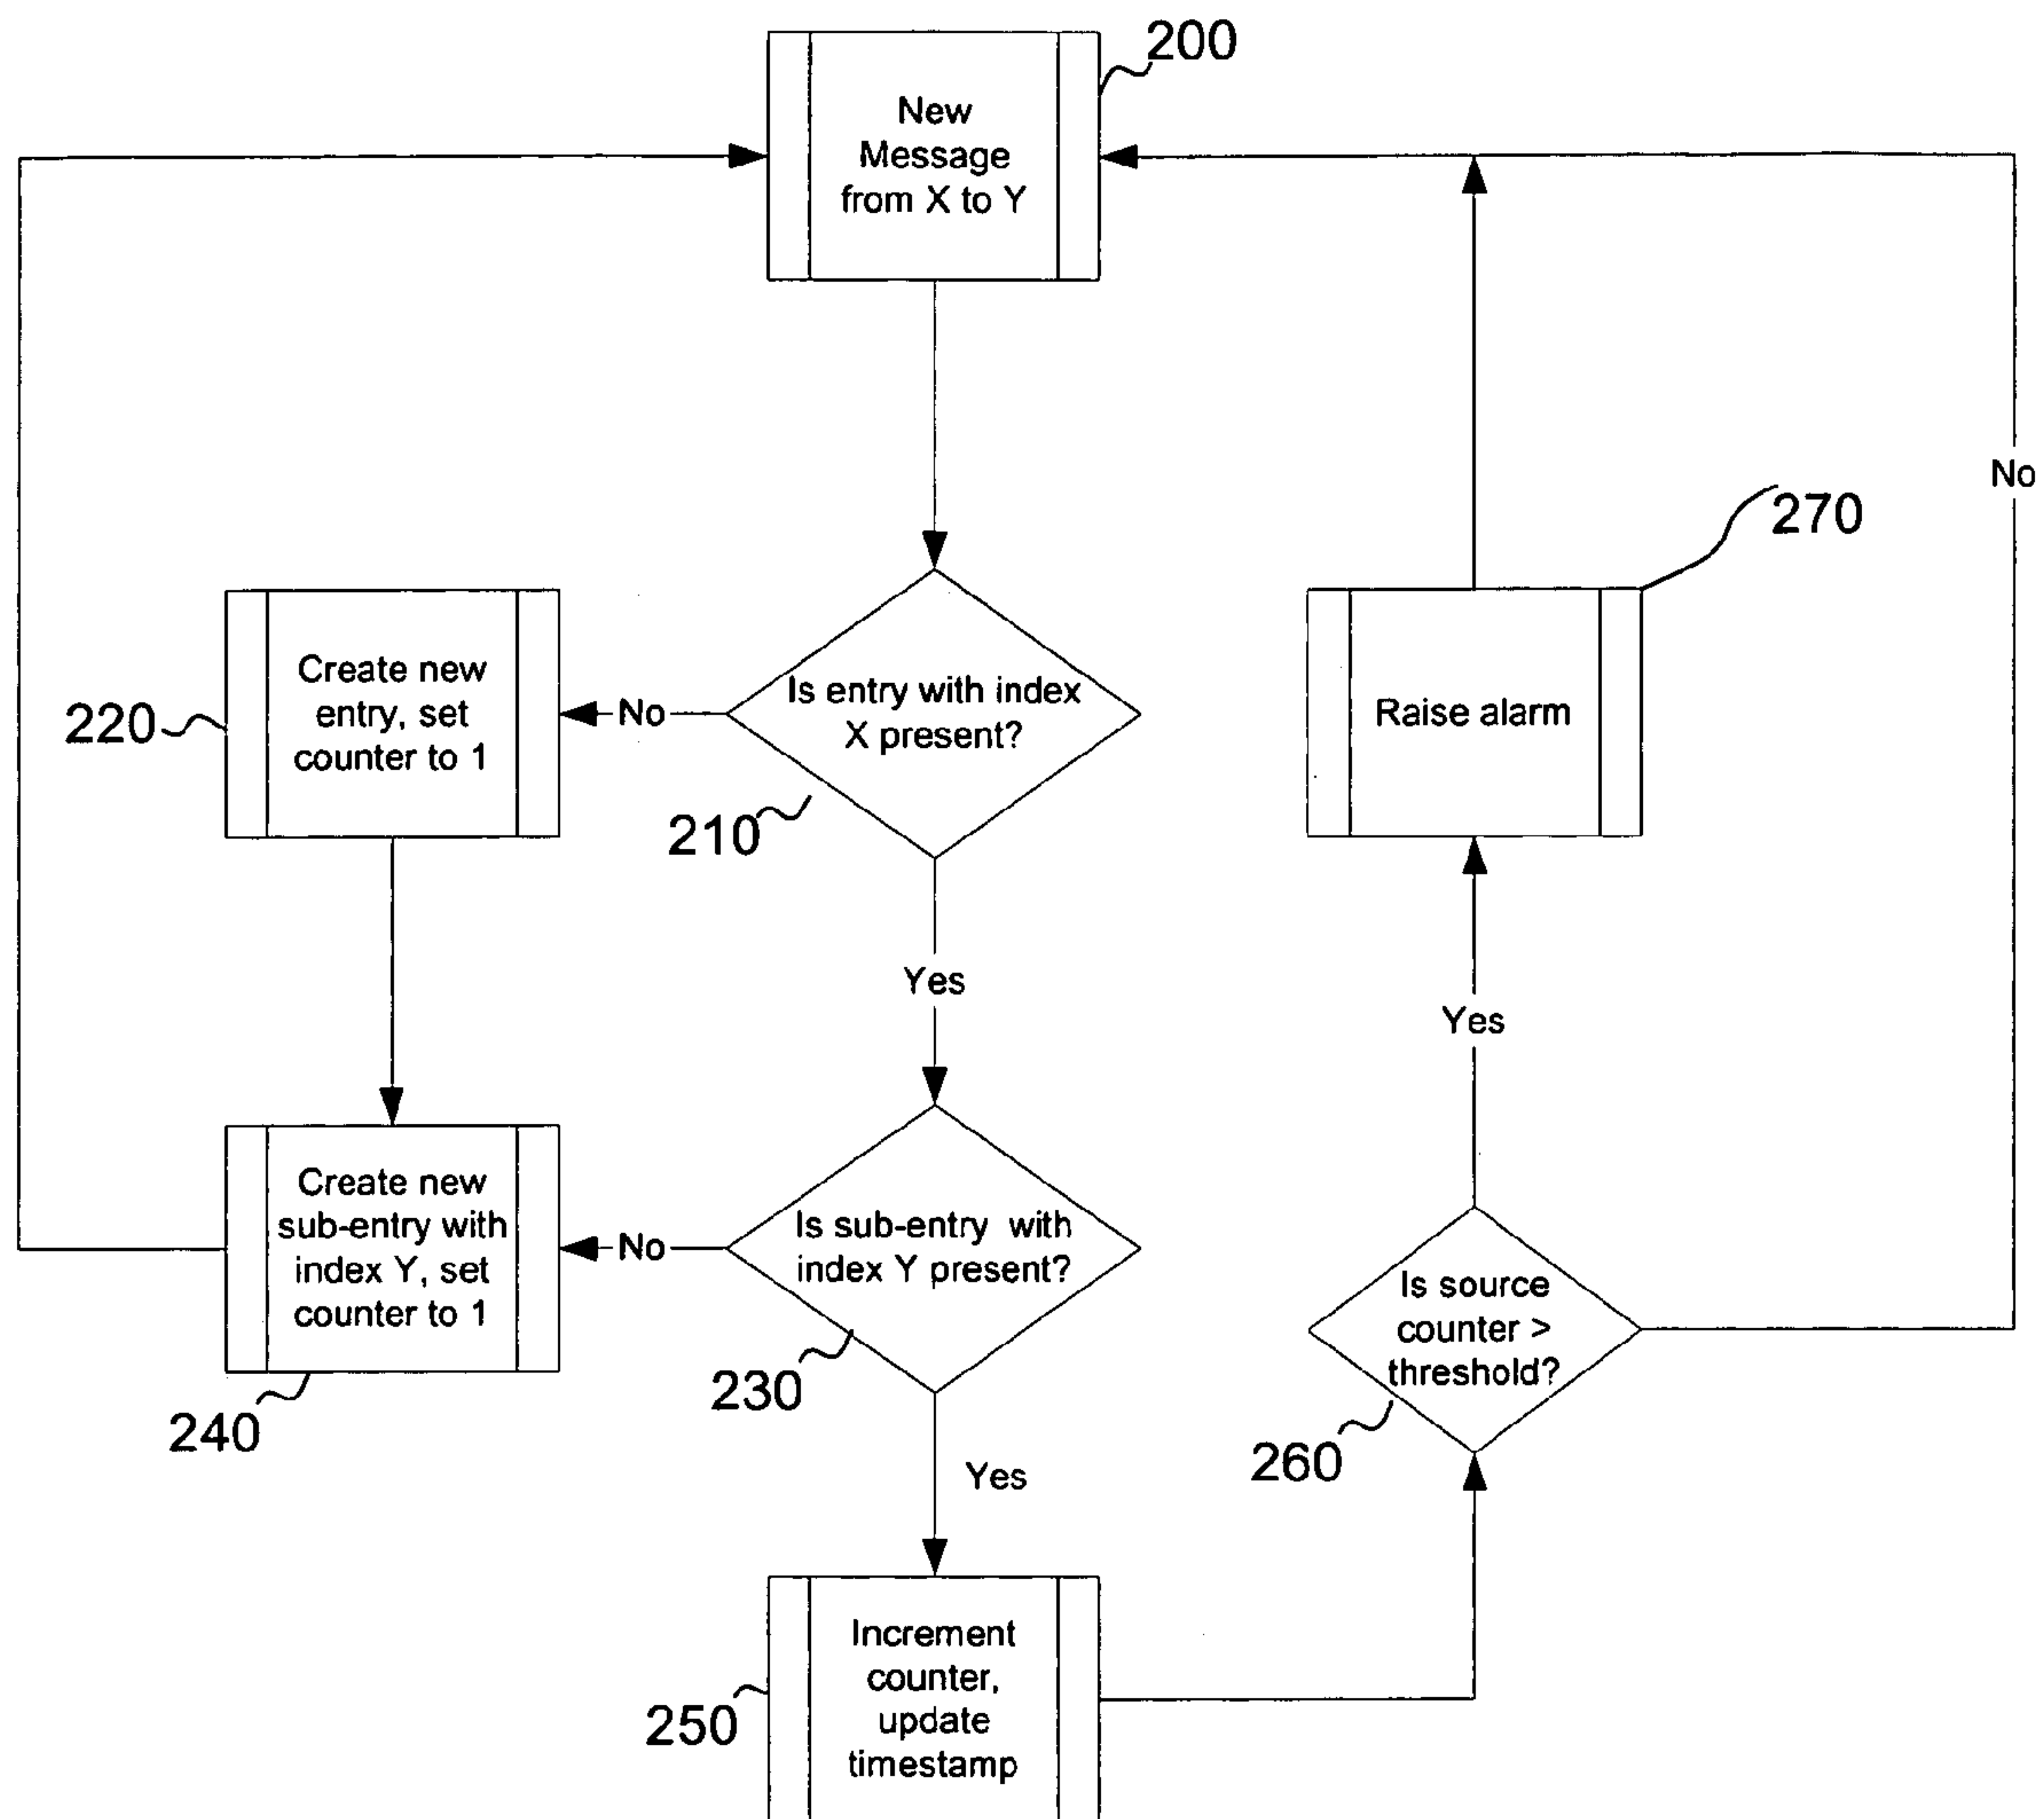 200
New
Message
from X to Y
No
270
Create new
entry, set
counter to 1
220
No
Is entry with index
X present?
210
Raise alarm
Yes
Yes
Create new
sub-entry with
index Y, set
counter to 1
240
No
Is sub-entry with
index Y present?
230
Is source
counter >
threshold?
260
Yes
Increment
counter,
update
timestamp
250